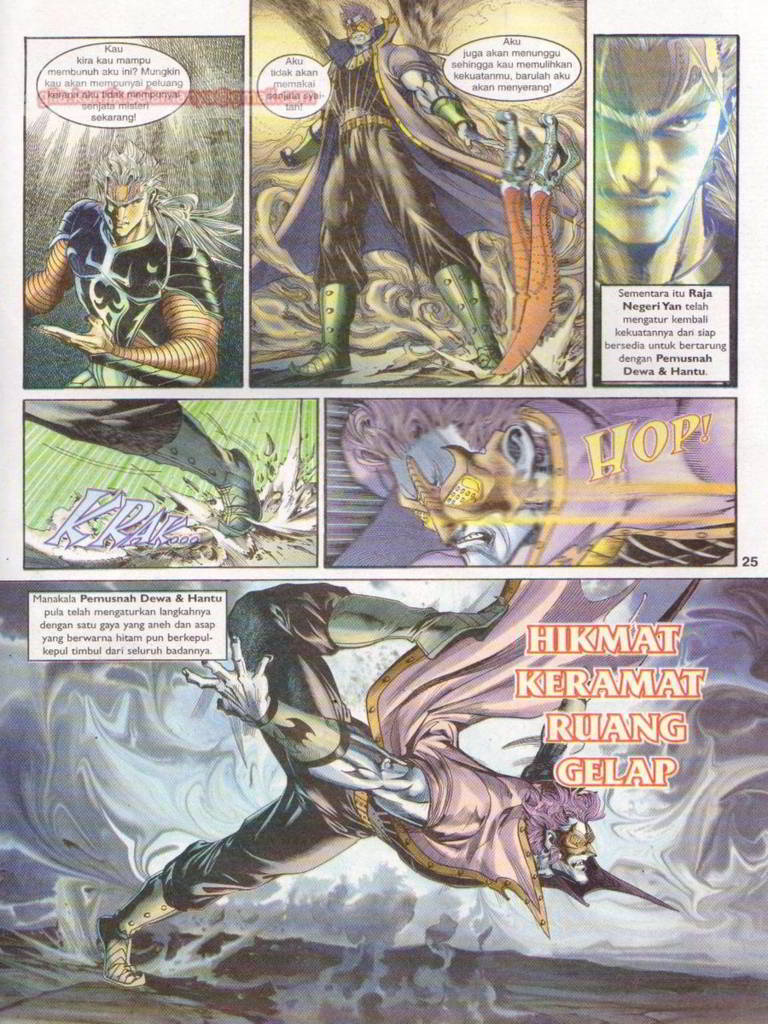 Kau
kira kau mampu
membunuh aku ini? Mungkin
kau akan mempunyai peluang
kerana aku tidak mempunyai
senjata misteri
sekarang!
Aku
tidak akan
memakai
senjata syai-
tan!
Aku
juga akan menunggu
sehingga kau memulihkan
kekuatanmu, barulah aku
akan menyerang!
Sementara itu Raja
Negeri Yan telah
mengatur kembali
kekuatannya dan siap
bersedia untuk bertarung
dengan Pemusnah
Dewa & Hantu.
KRAK...
HOP!
25
Manakala Pemusnah Dewa & Hantu
pula telah mengaturkan langkahnya
dengan satu gaya yang aneh dan asap
yang berwarna hitam pun berkepul-
kepul timbul dari seluruh badannya.
HIKMAT
KERAMAT
RUANG
GELAP